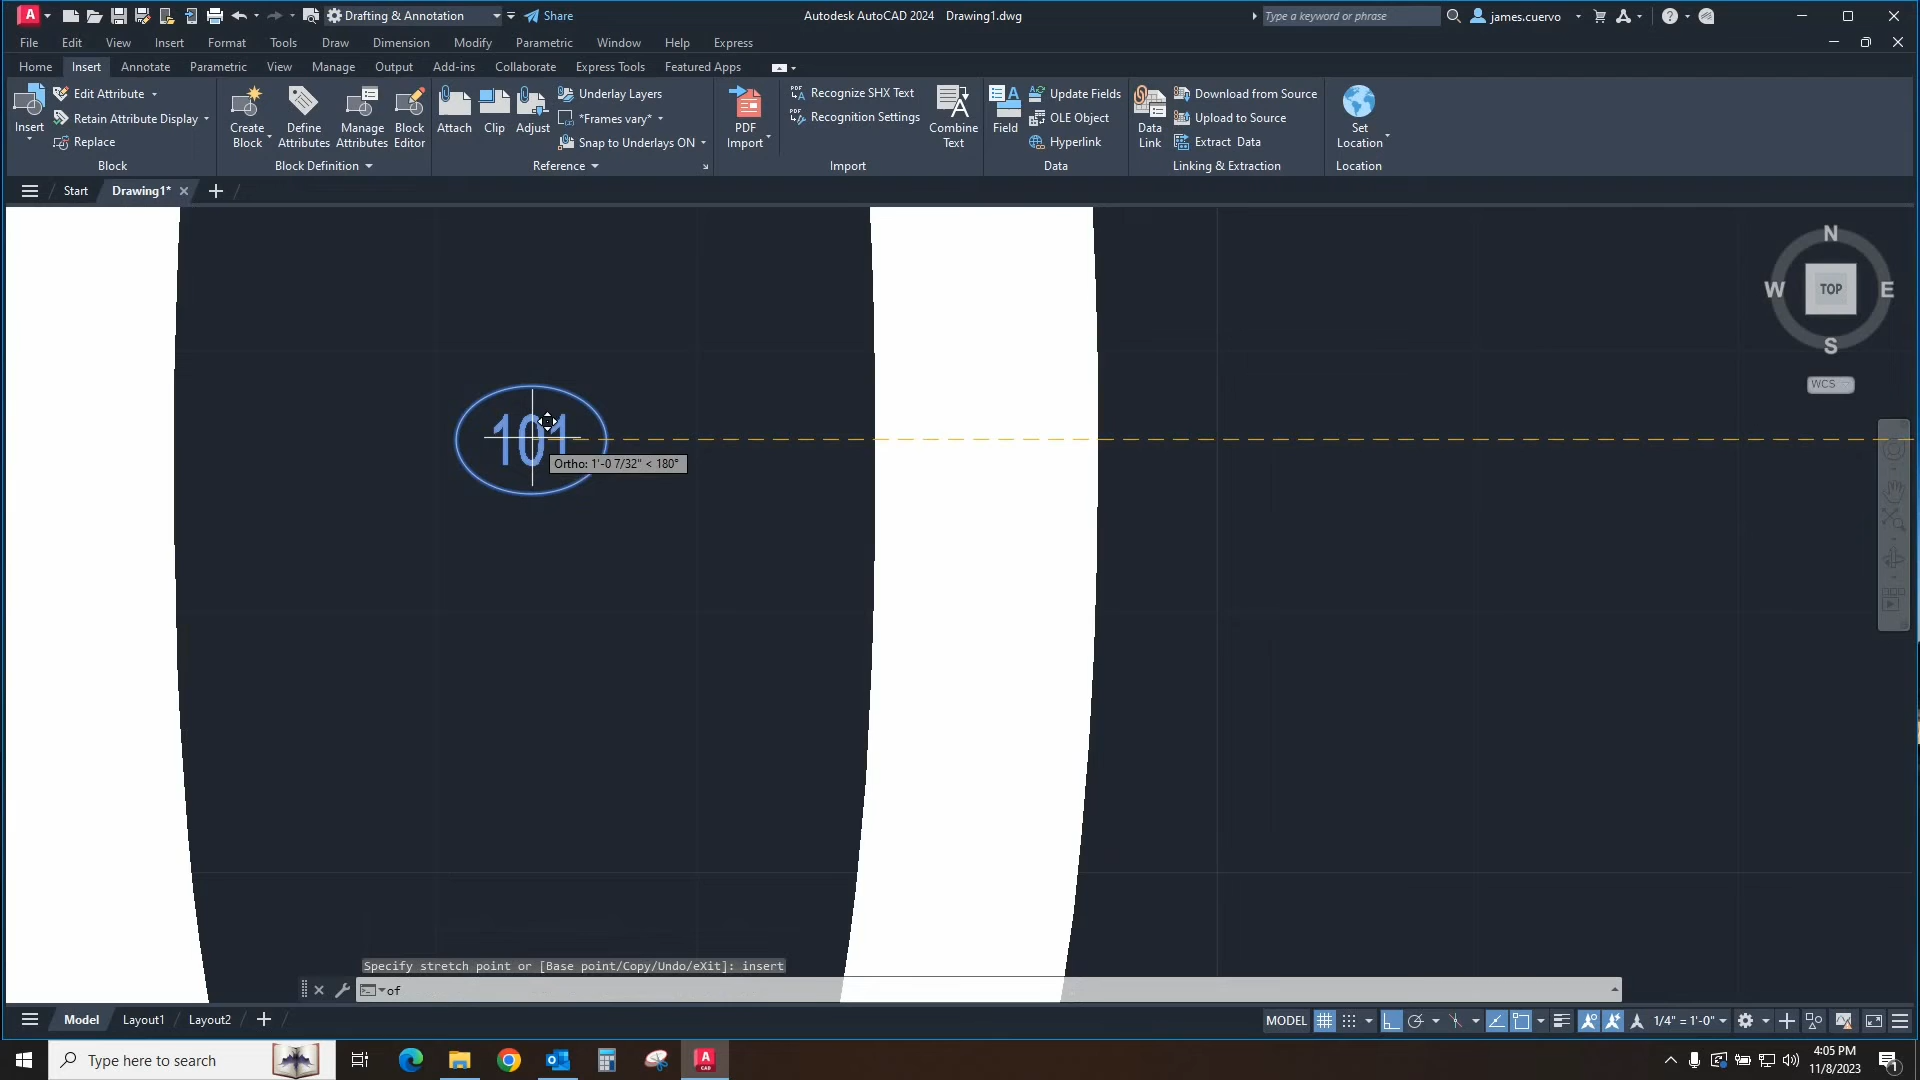 A Drafting & Annotation Share Autodesk AutoCAD 2024 Drawing1.dwg Type a keyword or phrase james.cuervo
File Edit View Insert Format Tools Draw Dimension Modify Parametric Window Help Express
Home Insert Annotate Parametric View Manage Output Add-ins Collaborate Express Tools Featured Apps
Insert
Edit Attribute
Retain Attribute Display
Replace
Block
Create Block
Define Attributes
Manage Attributes
Block Editor
Block Definition
Attach
Clip
Adjust
Underlay Layers
*Frames vary*
Snap to Underlays ON
Reference
PDF Import
Recognize SHX Text
Recognition Settings
Combine Text
Import
Field
Update Fields
OLE Object
Hyperlink
Data
Data Link
Download from Source
Upload to Source
Extract Data
Linking & Extraction
Set Location
Location
Start Drawing1*
N
W TOP E
S
WCS
101
Ortho: 1'-0 7/32" < 180°
Specify stretch point or [Base point/Copy/Undo/eXit]: insert
of
Model Layout1 Layout2 MODEL 1/4" = 1'-0"
Type here to search
4:05 PM
11/8/2023
1